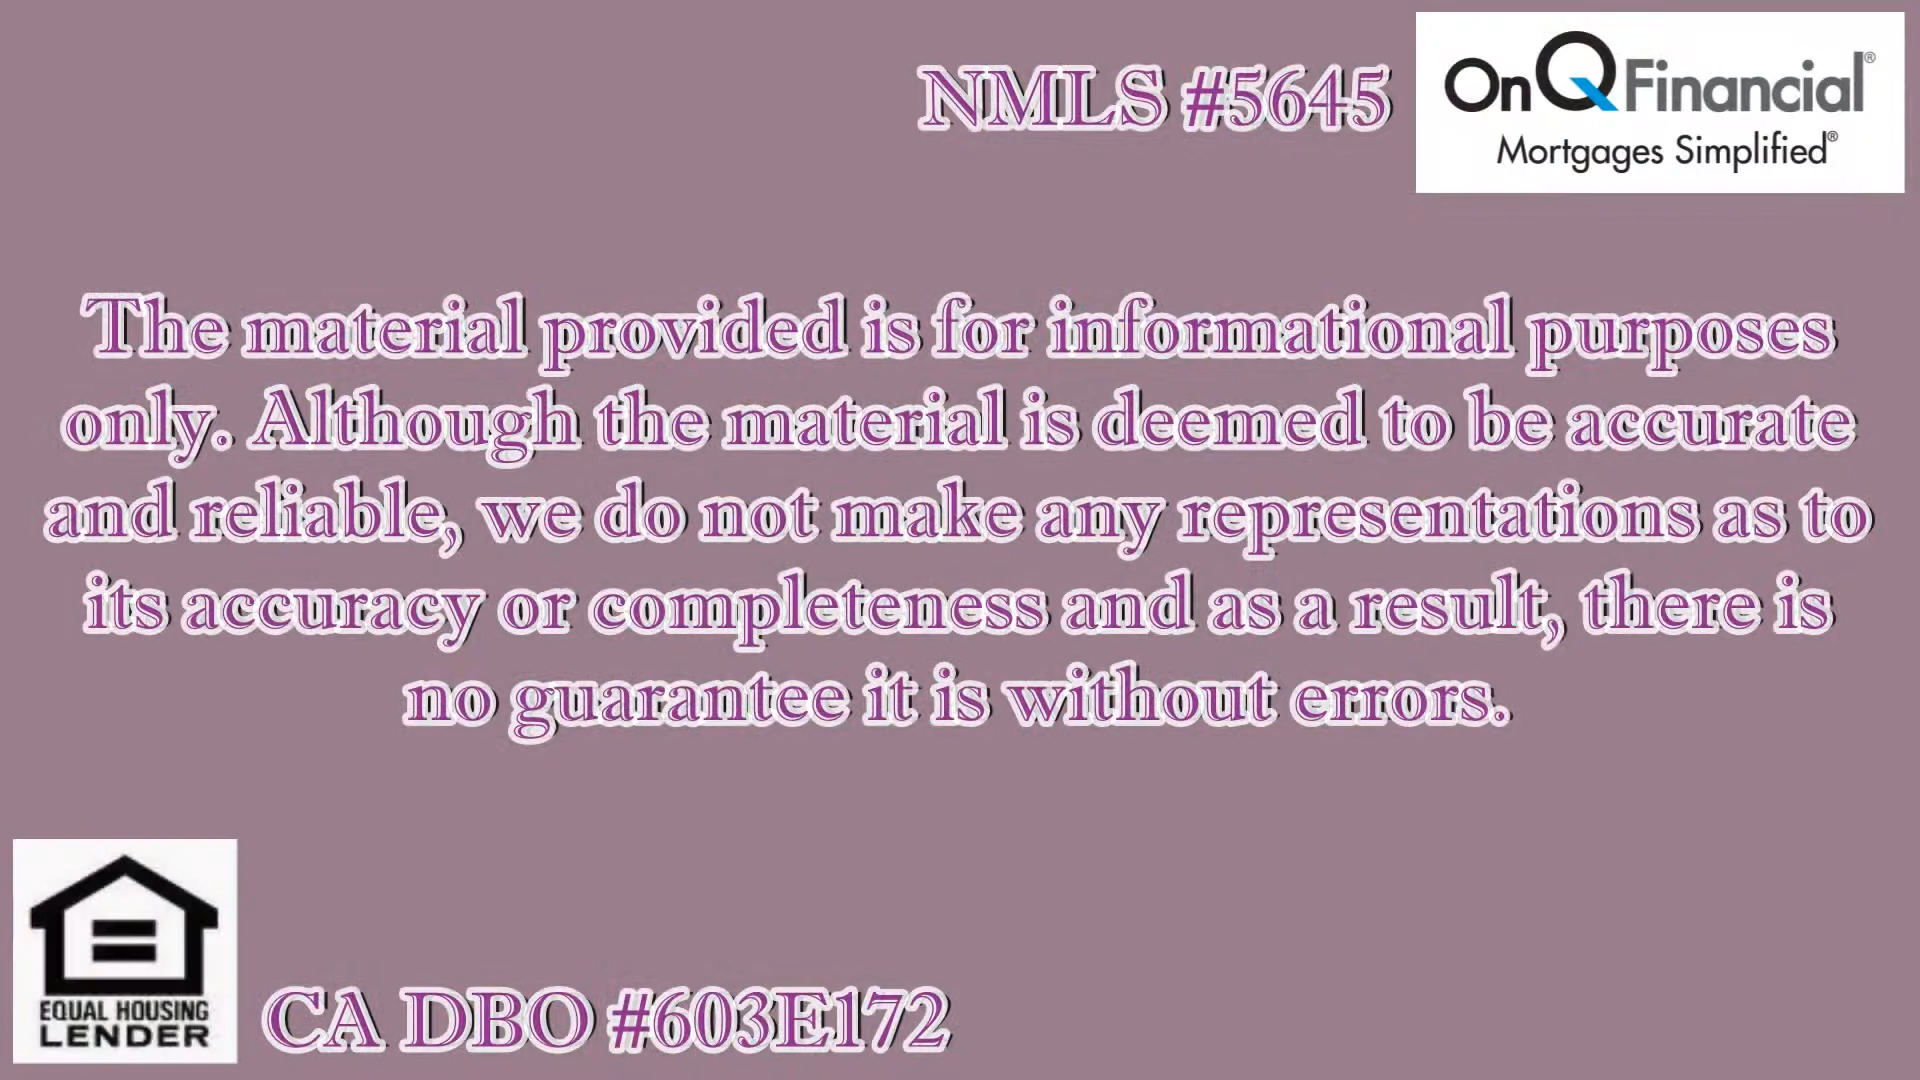 NMLS #5645
OnQFinancial®
Mortgages Simplified®
The material provided is for informational purposes
only. Although the material is deemed to be accurate
and reliable, we do not make any representations as to
its accuracy or completeness and as a result, there is
no guarantee it is without errors.
EQUAL HOUSING
LENDER
CA DBO #603E172